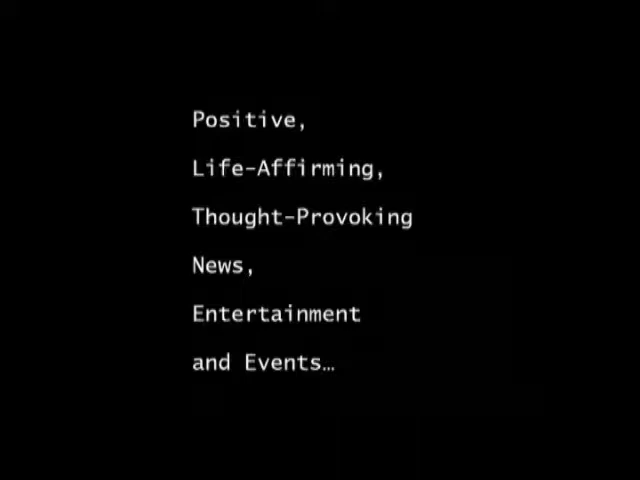 Positive,
Life-Affirming,
Thought-Provoking
News,
Entertainment
and Events…